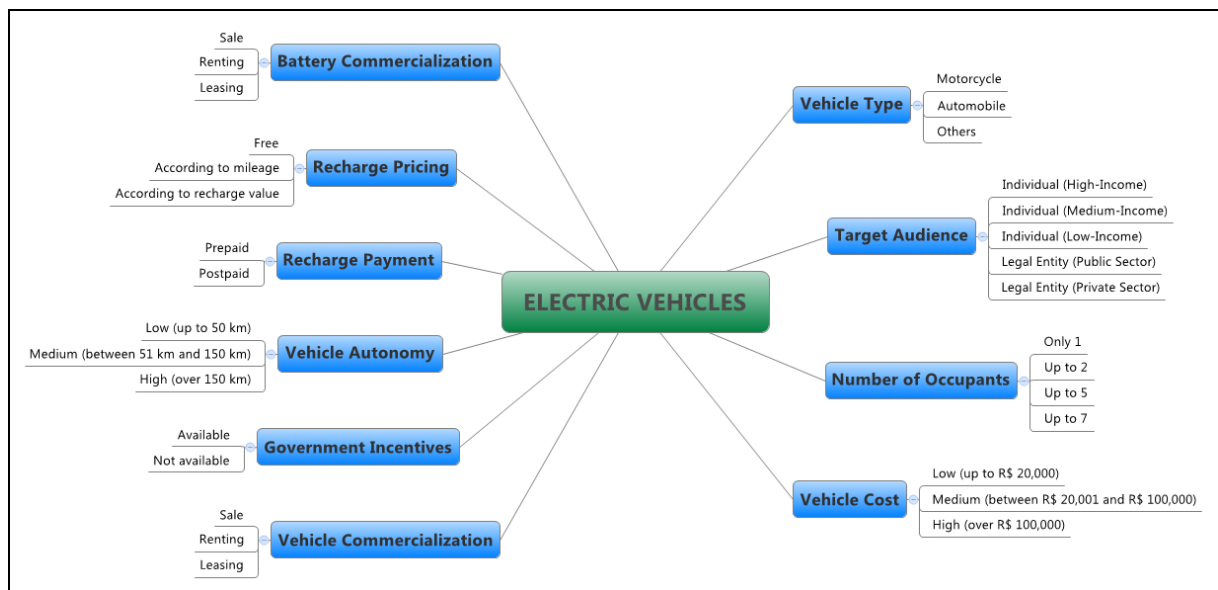 ELECTRIC VEHICLES
Battery Commercialization
Sale
Renting
Leasing
Recharge Pricing
Free
According to mileage
According to recharge value
Recharge Payment
Prepaid
Postpaid
Vehicle Autonomy
Low (up to 50 km)
Medium (between 51 km and 150 km)
High (over 150 km)
Government Incentives
Available
Not available
Vehicle Commercialization
Sale
Renting
Leasing
Vehicle Type
Motorcycle
Automobile
Others
Target Audience
Individual (High-Income)
Individual (Medium-Income)
Individual (Low-Income)
Legal Entity (Public Sector)
Legal Entity (Private Sector)
Number of Occupants
Only 1
Up to 2
Up to 5
Up to 7
Vehicle Cost
Low (up to R$ 20,000)
Medium (between R$ 20,001 and R$ 100,000)
High (over R$ 100,000)